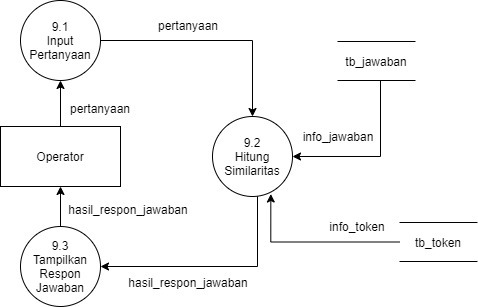 9.1
Input
Pertanyaan
pertanyaan
tb_jawaban
pertanyaan
info_jawaban
9.2
Hitung
Similaritas
Operator
hasil_respon_jawaban
info_token
tb_token
9.3
Tampilkan
Respon
Jawaban
hasil_respon_jawaban